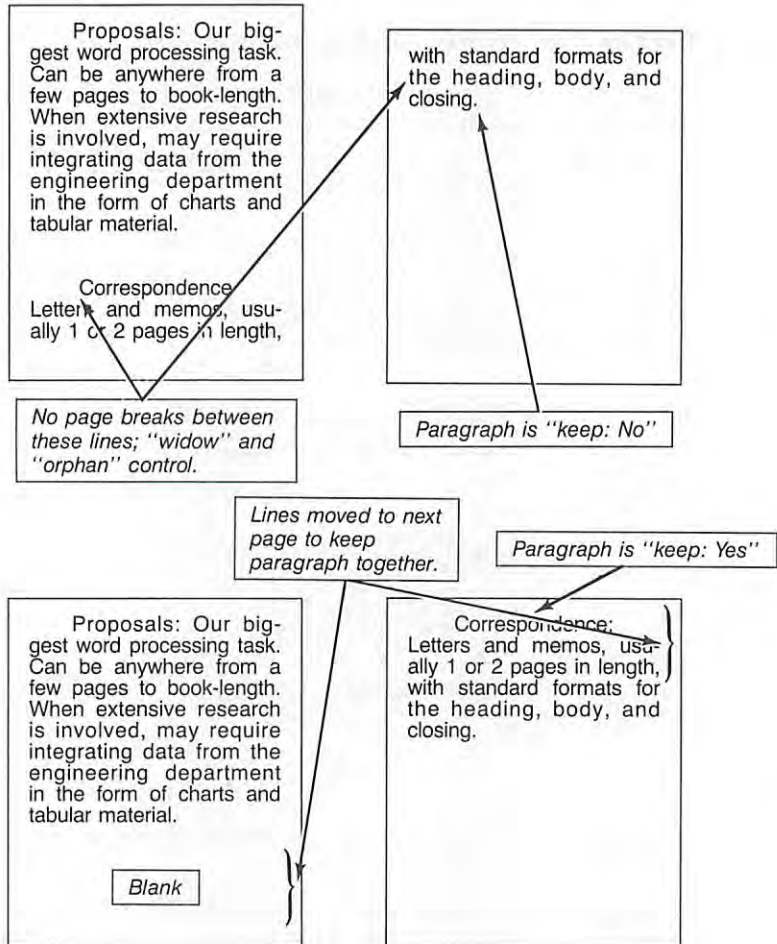 Proposals: Our big-
gest word processing task.
Can be anywhere from a
few pages to book-length.
When extensive research
is involved, may require
integrating data from the
engineering department
in the form of charts and
tabular material.
Correspondence
Letters and memos, usu-
ally 1 or 2 pages in length,
with standard formats for
the heading, body, and
closing.
No page breaks between
these lines; "widow" and
"orphan" control.
Paragraph is "keep: No"
Lines moved to next
page to keep
paragraph together.
Paragraph is "keep: Yes"
Proposals: Our big-
gest word processing task.
Can be anywhere from a
few pages to book-length.
When extensive research
is involved, may require
integrating data from the
engineering department
in the form of charts and
tabular material.
Blank
Correspondence:
Letters and memos, usu-
ally 1 or 2 pages in length,
with standard formats for
the heading, body, and
closing.